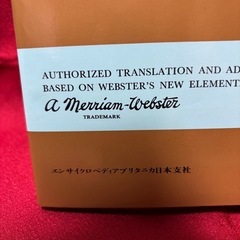 AUTHORIZED TRANSLATION AND AD
BASED ON WEBSTER'S NEW ELEMEN
a Merriam-Webster
TRADEMARK
エンサイクロペディアブリタニカ日本支社